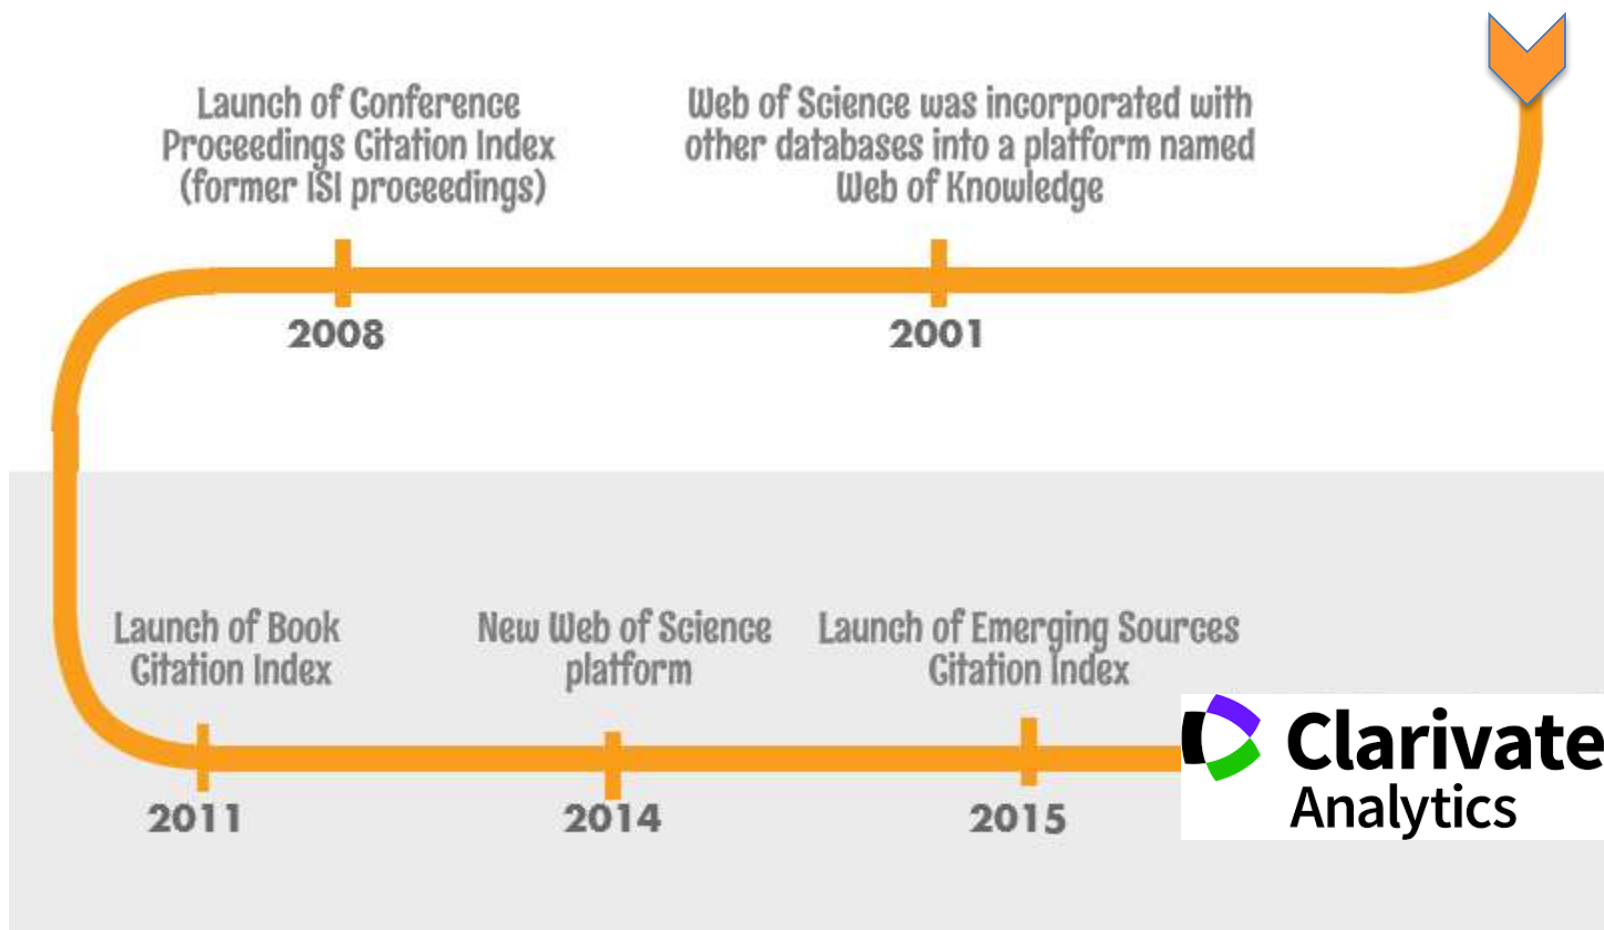 Launch of Conference
Proceedings Citation Index
(former ISI proceedings)
Web of Science was incorporated with
other databases into a platform named
Web of Knowledge
2008
2001
Launch of Book
Citation Index
New Web of Science
platform
Launch of Emerging Sources
Citation Index
2011
2014
2015
Clarivate
Analytics